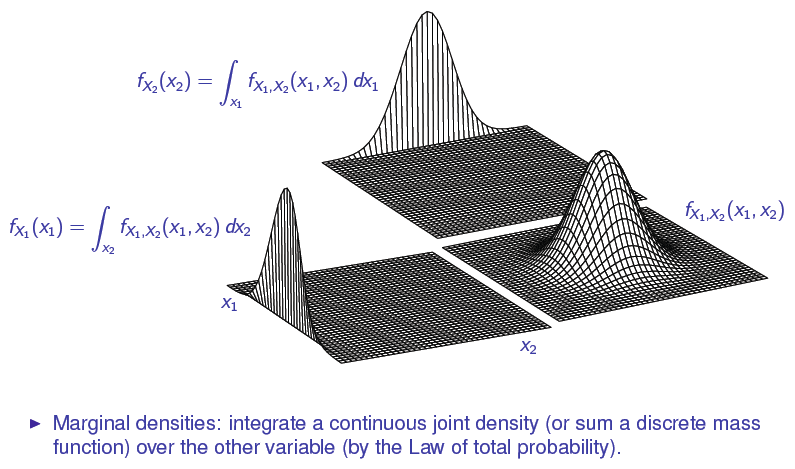 f_{X_2}(x_2) = ∫_{x_1} f_{X_1,X_2}(x_1, x_2) dx_1
f_{X_1,X_2}(x_1, x_2)
f_{X_1}(x_1) = ∫_{x_2} f_{X_1,X_2}(x_1, x_2) dx_2
x_1
x_2
▶ Marginal densities: integrate a continuous joint density (or sum a discrete mass
function) over the other variable (by the Law of total probability).